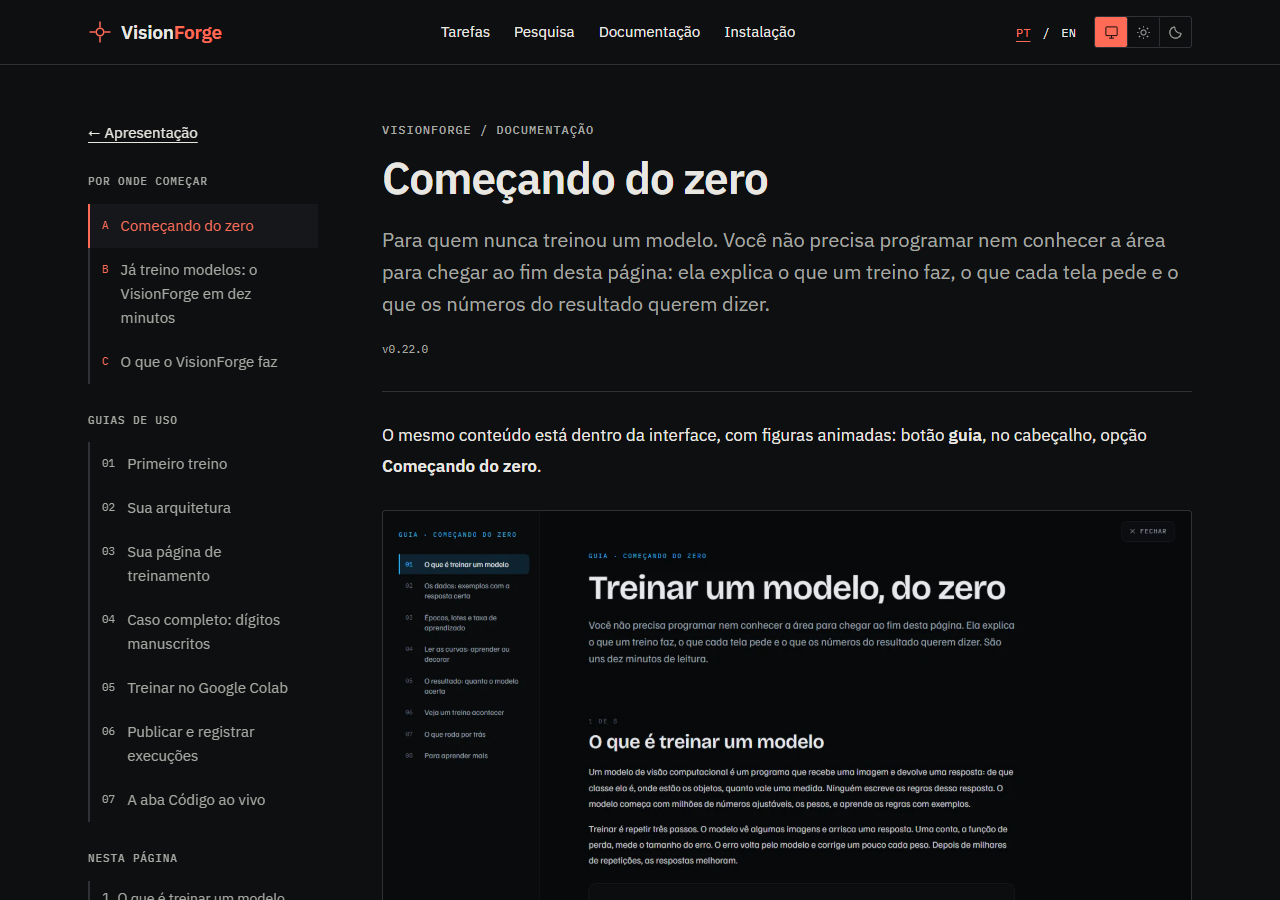 VisionForge
Tarefas Pesquisa Documentação Instalação
PT / EN
← Apresentação
POR ONDE COMEÇAR
A Começando do zero
B Já treino modelos: o
VisionForge em dez
minutos
C O que o VisionForge faz
GUIAS DE USO
01 Primeiro treino
02 Sua arquitetura
03 Sua página de
treinamento
04 Caso completo: dígitos
manuscritos
05 Treinar no Google Colab
06 Publicar e registrar
execuções
07 A aba Código ao vivo
NESTA PÁGINA
1. O que é treinar um modelo
VISIONFORGE / DOCUMENTAÇÃO
Começando do zero
Para quem nunca treinou um modelo. Você não precisa programar nem conhecer a área
para chegar ao fim desta página: ela explica o que um treino faz, o que cada tela pede e o
que os números do resultado querem dizer.
v0.22.0
O mesmo conteúdo está dentro da interface, com figuras animadas: botão guia, no cabeçalho, opção
Começando do zero.
GUIA · COMEÇANDO DO ZERO
01 O que é treinar um modelo
02 Os dados: exemplos com a
resposta certa
03 Épocas, lotes e taxa de
aprendizado
04 Ler as curvas: aprender ou
decorar
05 O resultado: quanto o modelo
acerta
06 Veja um treino acontecer
07 O que roda por trás
08 Para aprender mais
× FECHAR
GUIA · COMEÇANDO DO ZERO
Treinar um modelo, do zero
Você não precisa programar nem conhecer a área para chegar ao fim desta página. Ela explica
o que um treino faz, o que cada tela pede e o que os números do resultado querem dizer. São
uns dez minutos de leitura.
1 DE 8
O que é treinar um modelo
Um modelo de visão computacional é um programa que recebe uma imagem e devolve uma resposta: de que
classe ela é, onde estão os objetos, quanto vale uma medida. Ninguém escreve as regras dessa resposta. O
modelo começa com milhões de números ajustáveis, os pesos, e aprende as regras com exemplos.
Treinar é repetir três passos. O modelo vê algumas imagens e arrisca uma resposta. Uma conta, a função de
perda, mede o tamanho do erro. O erro volta pelo modelo e corrige um pouco cada peso. Depois de milhares
de repetições, as respostas melhoram.